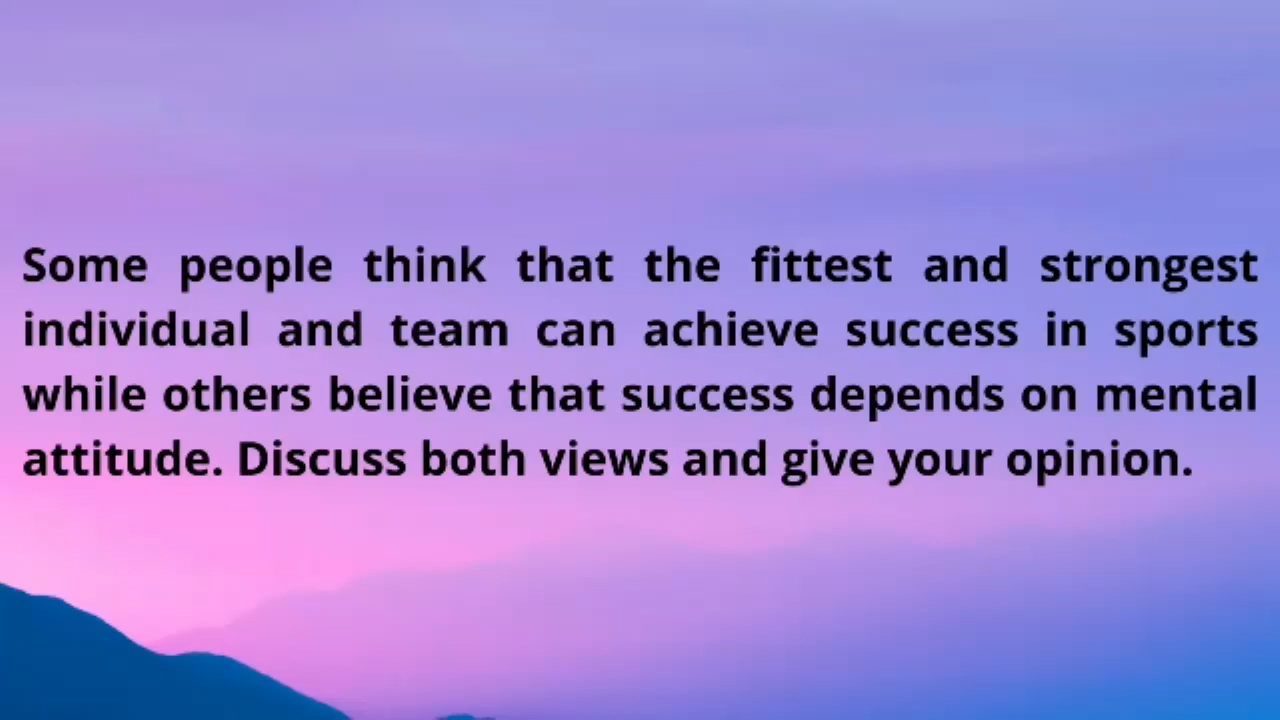 Some people think that the fittest and strongest
individual and team can achieve success in sports
while others believe that success depends on mental
attitude. Discuss both views and give your opinion.